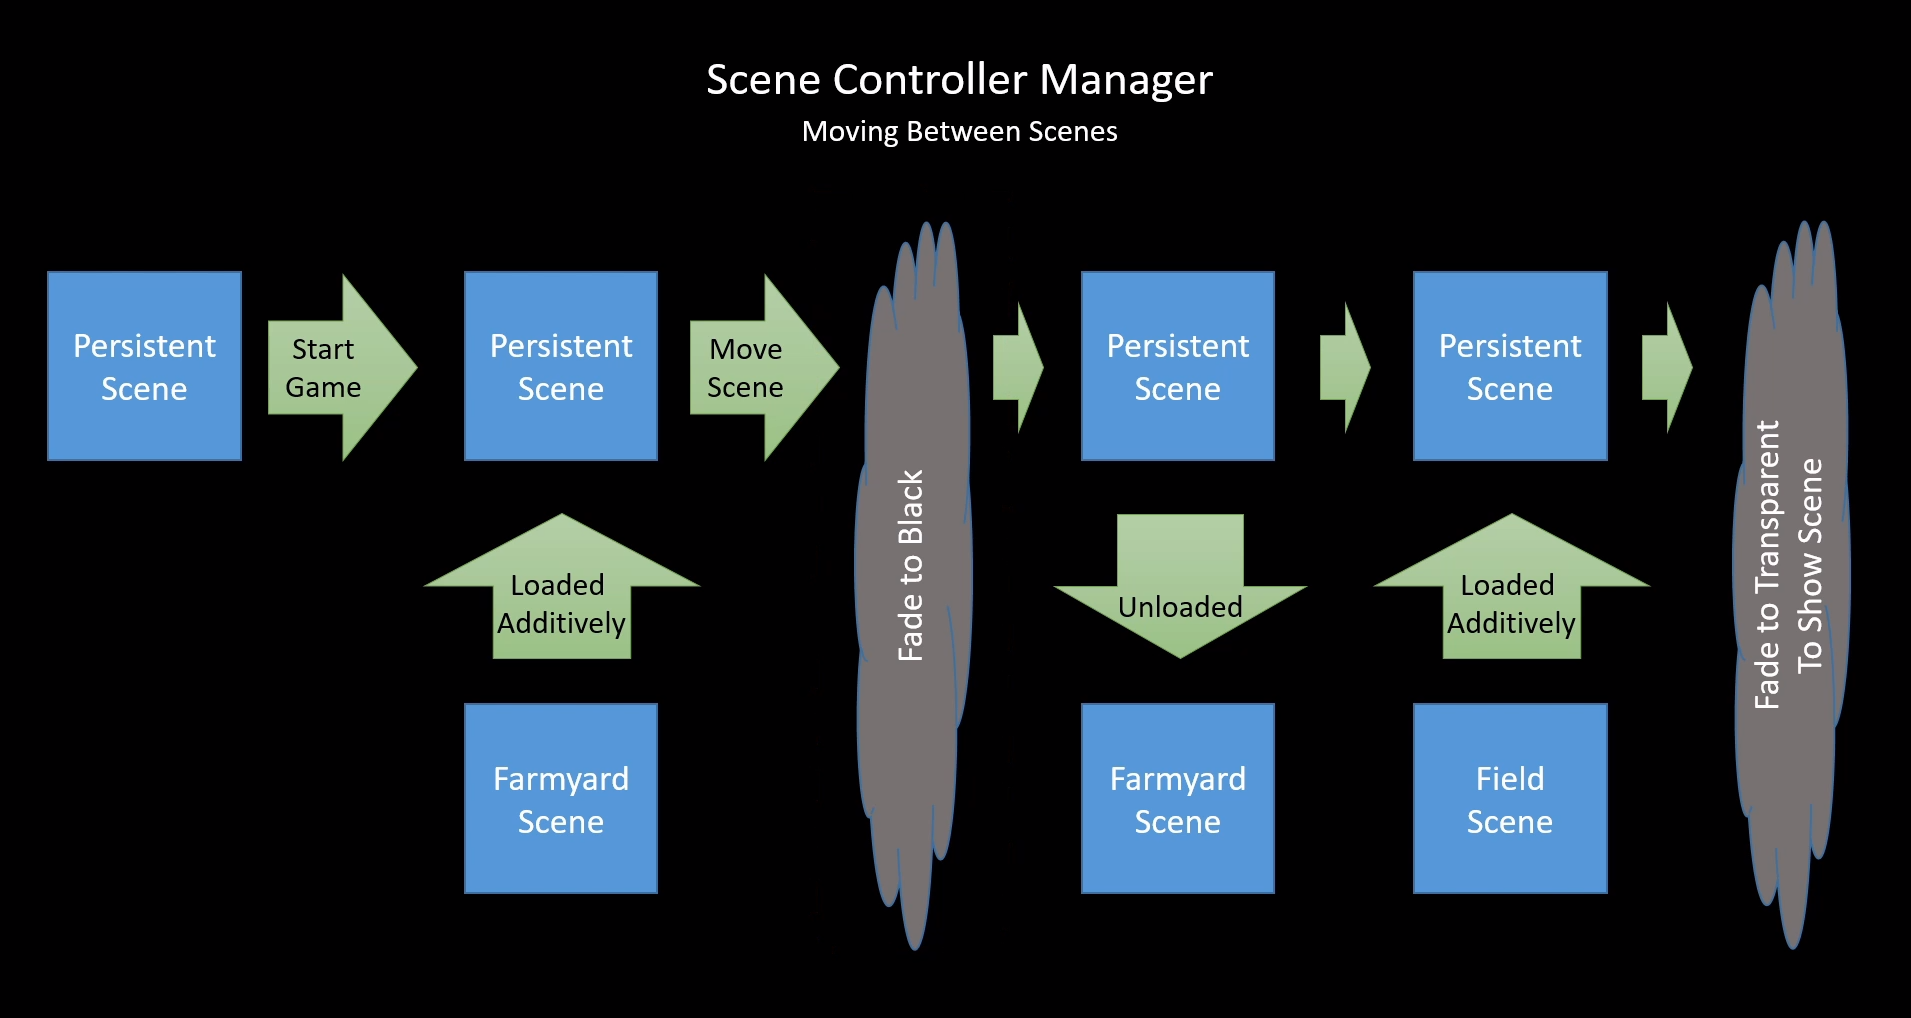 Scene Controller Manager
Moving Between Scenes
Persistent
Scene
Start
Game
Persistent
Scene
Move
Scene
Fade to Black
Persistent
Scene
Persistent
Scene
Fade to Transparent
To Show Scene
Loaded
Additively
Unloaded
Loaded
Additively
Farmyard
Scene
Farmyard
Scene
Field
Scene